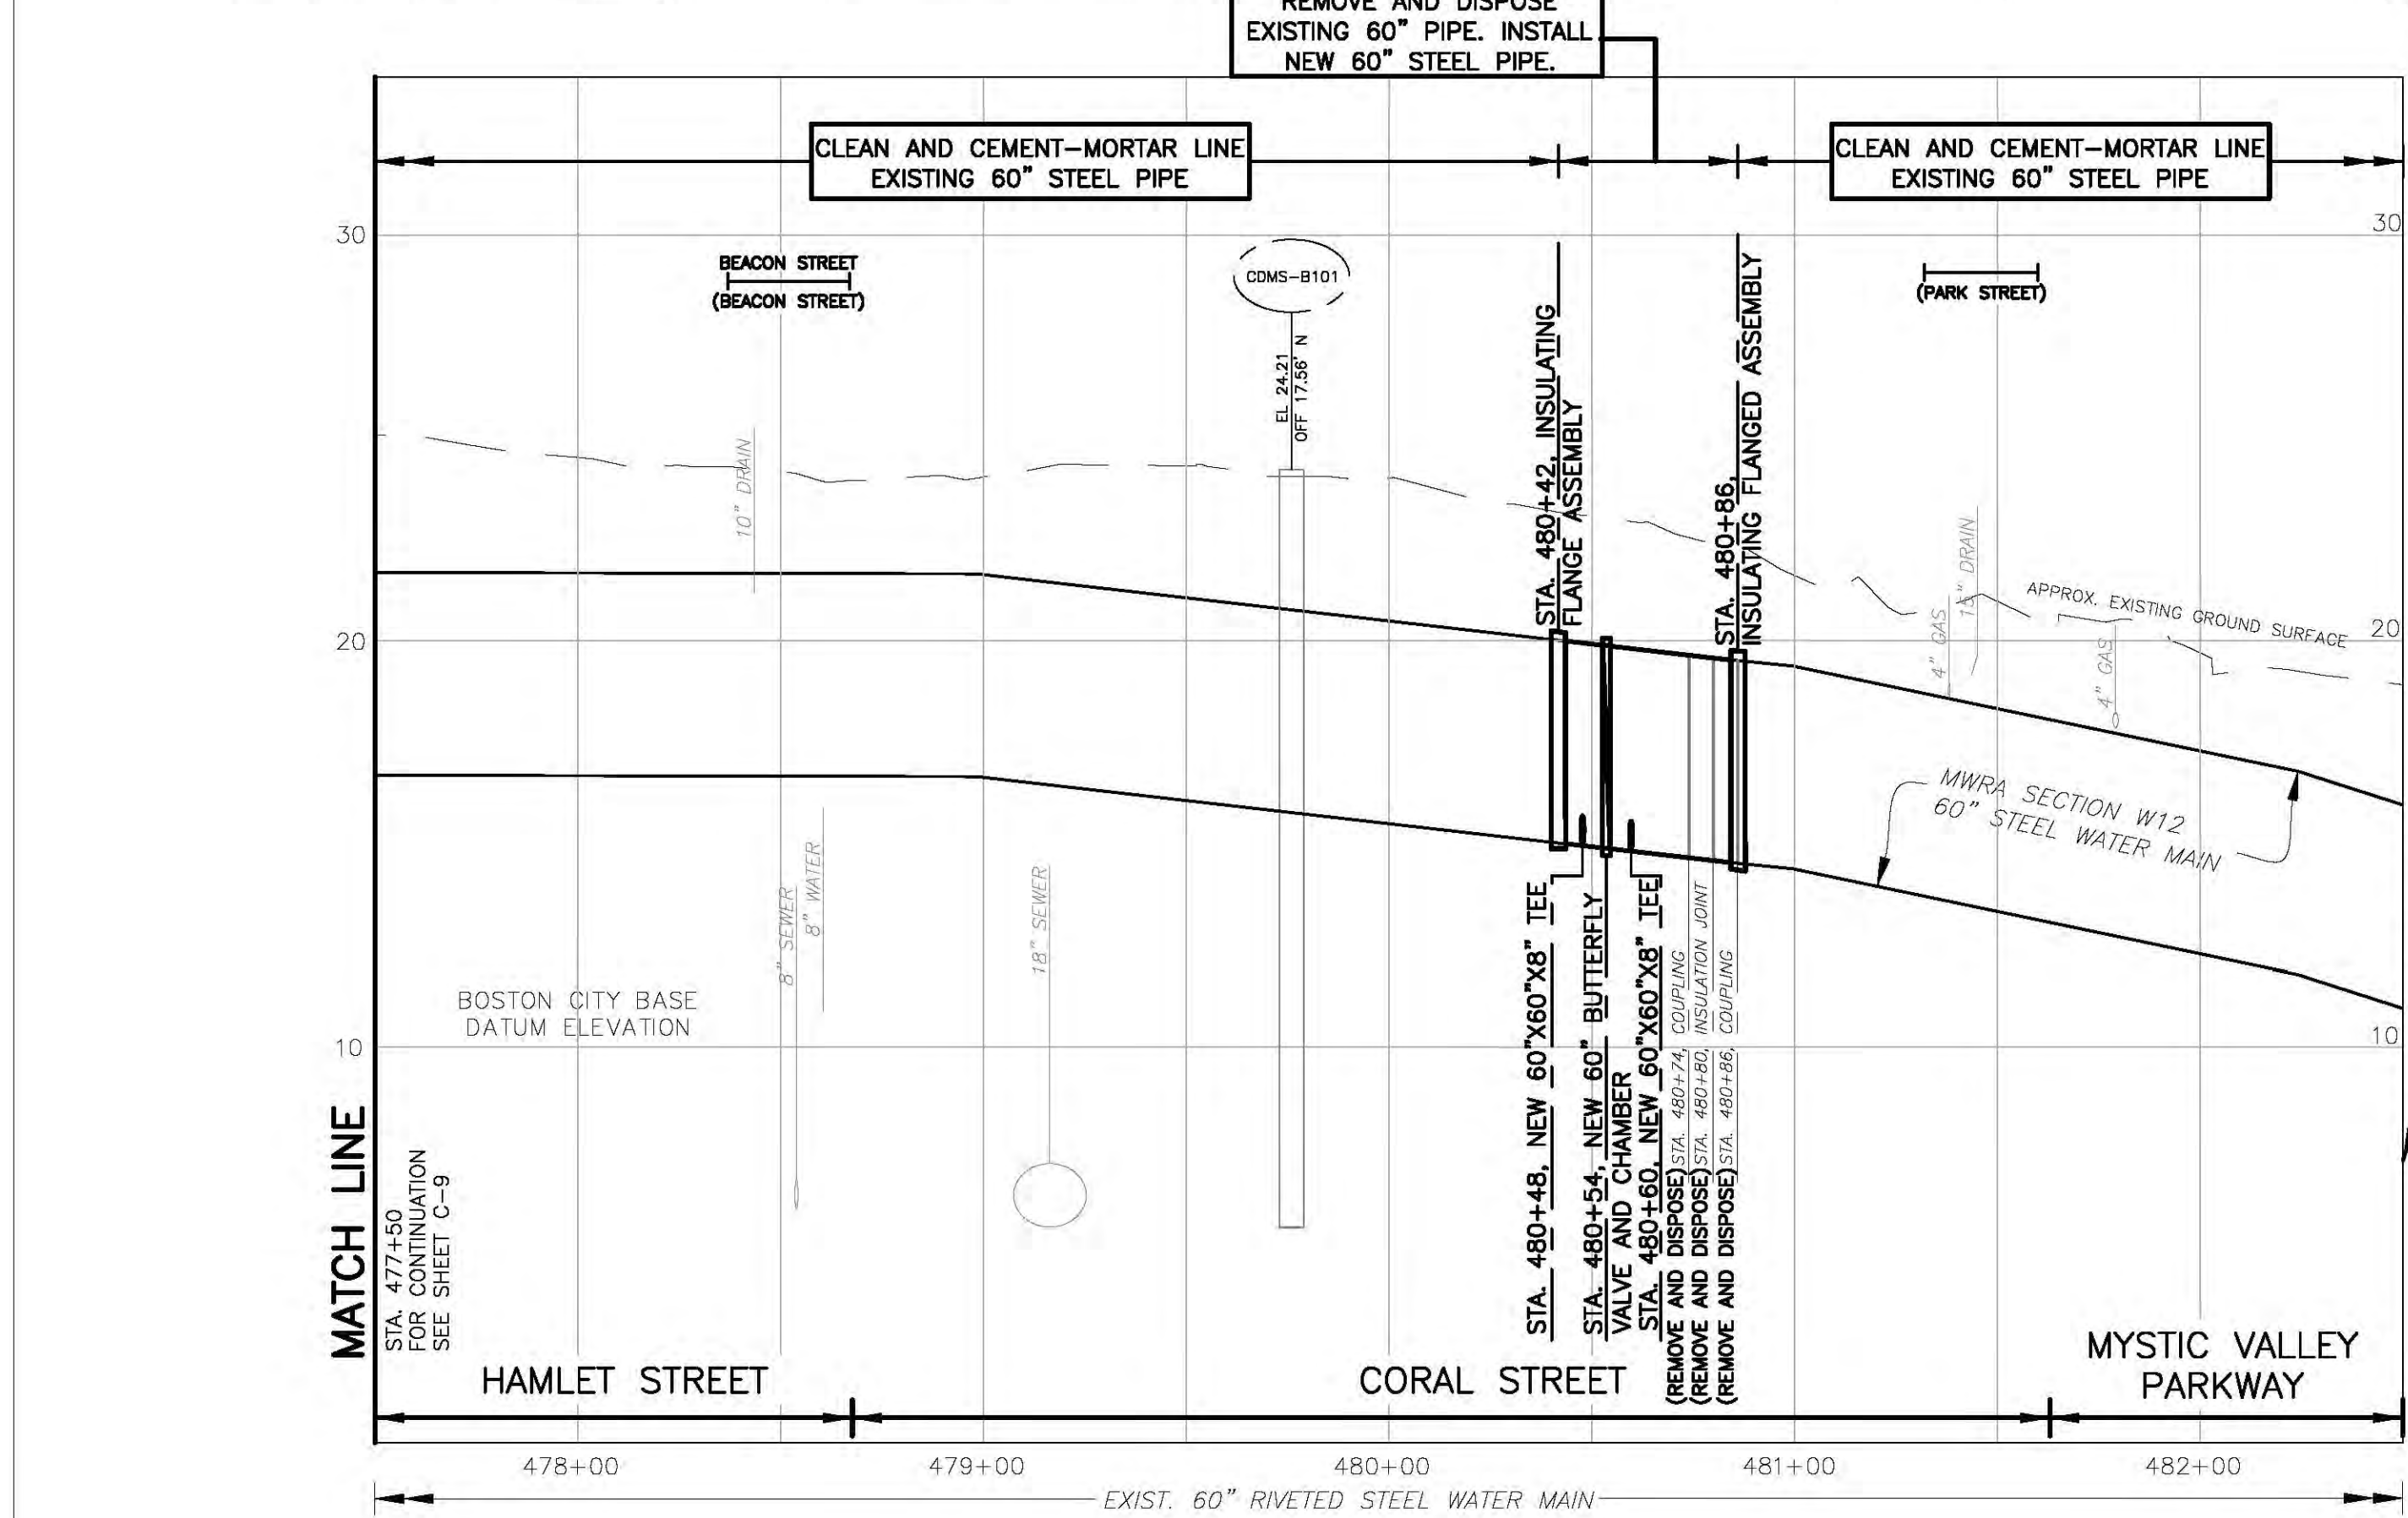 REMOVE AND DISPOSE
EXISTING 60" PIPE. INSTALL
NEW 60" STEEL PIPE.
CLEAN AND CEMENT-MORTAR LINE
EXISTING 60" STEEL PIPE
CLEAN AND CEMENT-MORTAR LINE
EXISTING 60" STEEL PIPE
30
30
BEACON STREET
(BEACON STREET)
CDMS-B101
EL 24.21
OFF 17.56' N
(PARK STREET)
STA. 480+42, INSULATING
FLANGE ASSEMBLY
STA. 480+86,
INSULATING FLANGED ASSEMBLY
10" DRAIN
4" GAS
15" DRAIN
4" GAS
APPROX. EXISTING GROUND SURFACE
20
20
MWRA SECTION W12
60" STEEL WATER MAIN
8" SEWER
8" WATER
18" SEWER
BOSTON CITY BASE
DATUM ELEVATION
10
10
STA. 480+48, NEW 60"X60"X8" TEE
STA. 480+54, NEW 60" BUTTERFLY
VALVE AND CHAMBER
STA. 480+60, NEW 60"X60"X8" TEE
(REMOVE AND DISPOSE) STA. 480+74, COUPLING
(REMOVE AND DISPOSE) STA. 480+80, INSULATION JOINT
(REMOVE AND DISPOSE) STA. 480+86, COUPLING
MATCH LINE
STA. 477+50
FOR CONTINUATION
SEE SHEET C-9
HAMLET STREET
CORAL STREET
MYSTIC VALLEY
PARKWAY
478+00
479+00
480+00
481+00
482+00
EXIST. 60" RIVETED STEEL WATER MAIN